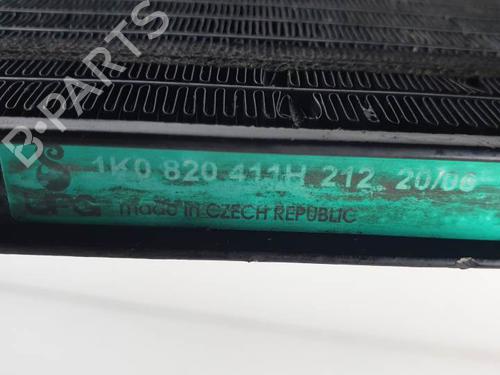 B-PARTS
1K0 820 411H 212 20/06
made in CZECH REPUBLIC